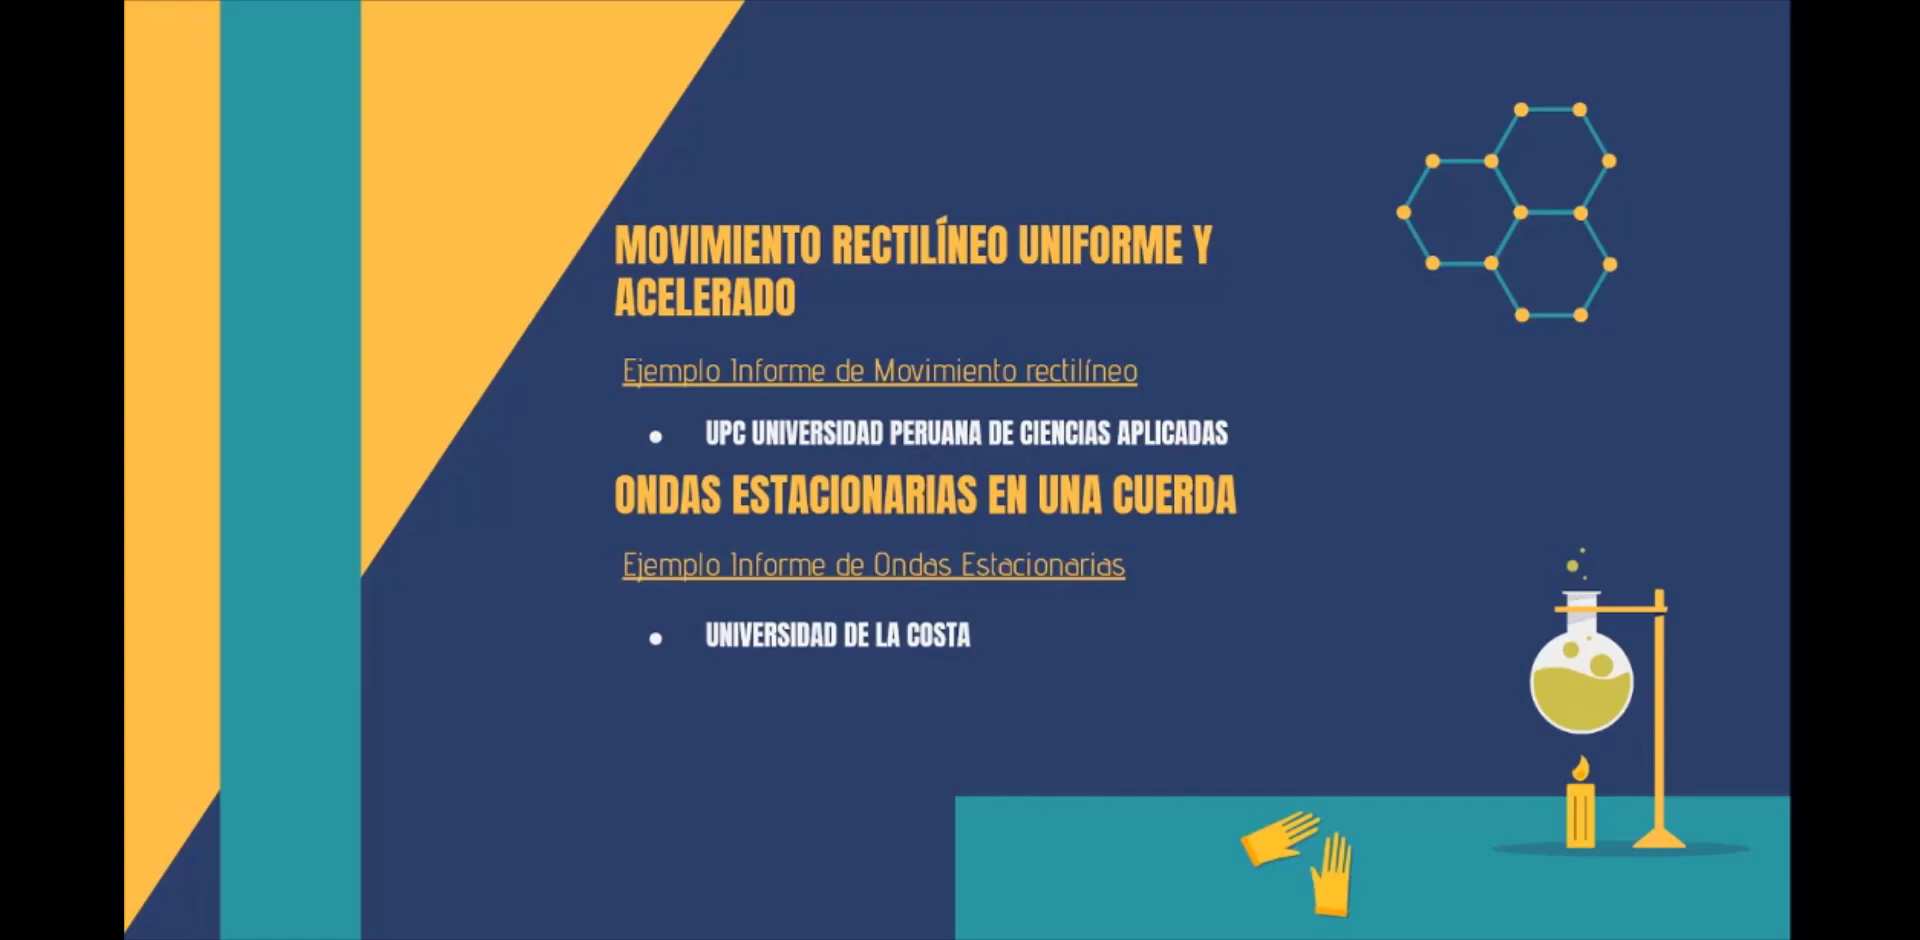 MOVIMIENTO RECTILÍNEO UNIFORME Y
ACELERADO
Ejemplo Informe de Movimiento rectilíneo
● UPC UNIVERSIDAD PERUANA DE CIENCIAS APLICADAS
ONDAS ESTACIONARIAS EN UNA CUERDA
Ejemplo Informe de Ondas Estacionarias
● UNIVERSIDAD DE LA COSTA